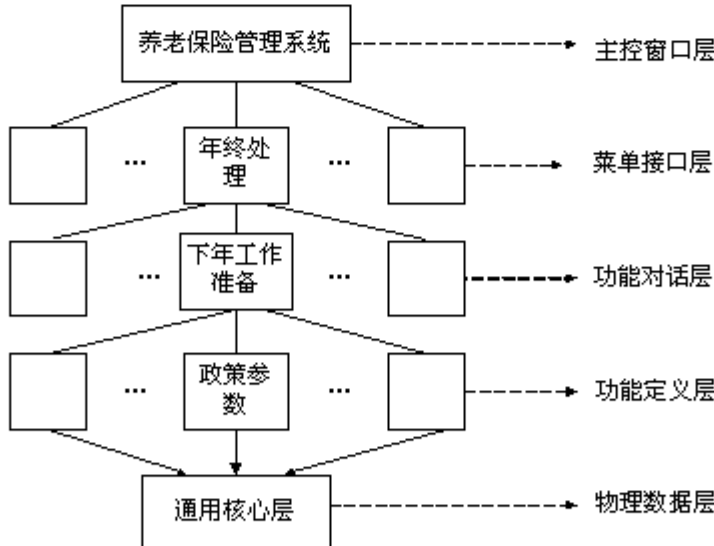 养老保险管理系统
主控窗口层
...
年终处
理
...
菜单接口层
...
下年工作
准备
...
功能对话层
...
政策参
数
...
功能定义层
通用核心层
物理数据层